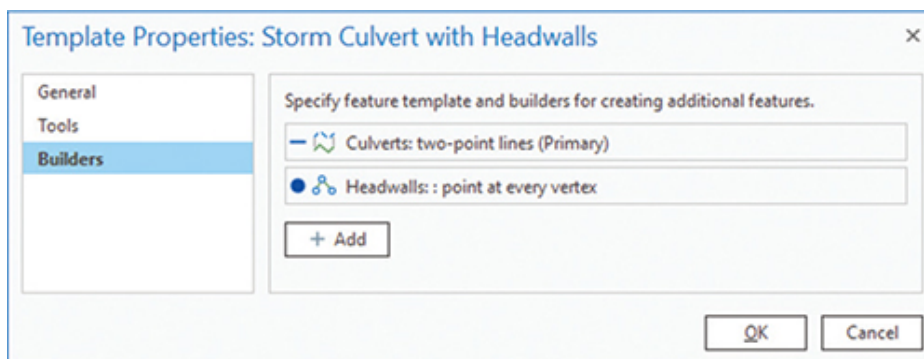 Template Properties: Storm Culvert with Headwalls
General
Tools
Builders
Specify feature template and builders for creating additional features.
Culverts: two-point lines (Primary)
Headwalls: : point at every vertex
+ Add
OK
Cancel